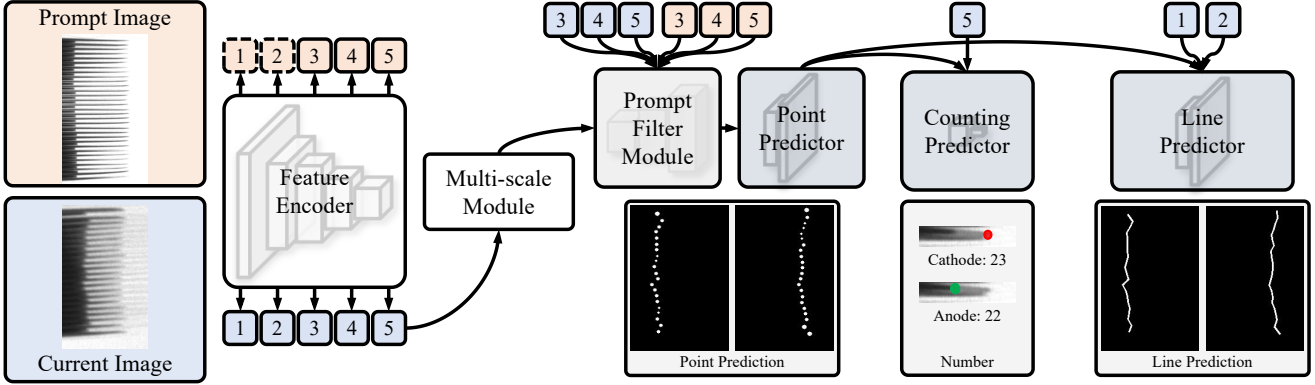 Prompt Image
Current Image
1 2 3 4 5
Feature
Encoder
1 2 3 4 5
Multi-scale
Module
3 4 5 3 4 5
Prompt
Filter
Module
Point
Predictor
5
Counting
Predictor
1 2
Line
Predictor
Point Prediction
Cathode: 23
Anode: 22
Number
Line Prediction